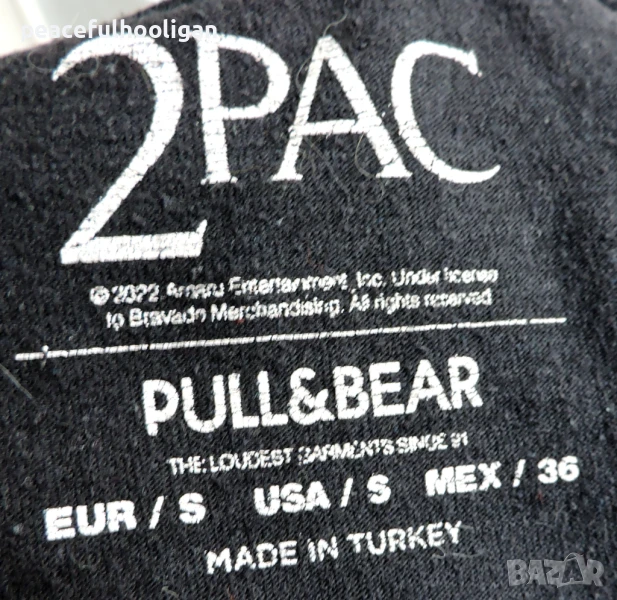 peacefulhooligan
2PAC
© 2022 Amaru Entertainment, Inc. Under license
to Bravado Merchandising. All rights reserved
PULL&BEAR
THE LOUDEST GARMENTS SINCE 91
EUR / S USA / S MEX / 36
MADE IN TURKEY
BAZAR